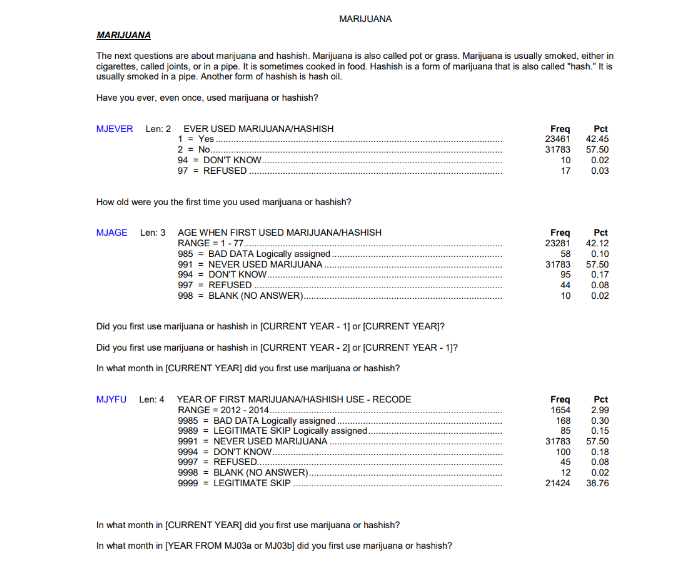 MARIJUANA
MARIJUANA
The next questions are about marijuana and hashish. Marijuana is also called pot or grass. Marijuana is usually smoked, either in
cigarettes, called joints, or in a pipe. It is sometimes cooked in food. Hashish is a form of marijuana that is also called "hash." It is
usually smoked in a pipe. Another form of hashish is hash oil.
Have you ever, even once, used marijuana or hashish?
MJEVER Len: 2 EVER USED MARIJUANA/HASHISH Freq Pct
1 = Yes 23461 42.45
2 = No 31783 57.50
94 = DON'T KNOW 10 0.02
97 = REFUSED 17 0.03
How old were you the first time you used marijuana or hashish?
MJAGE Len: 3 AGE WHEN FIRST USED MARIJUANA/HASHISH Freq Pct
RANGE = 1 - 77 23281 42.12
985 = BAD DATA Logically assigned 58 0.10
991 = NEVER USED MARIJUANA 31783 57.50
994 = DON'T KNOW 95 0.17
997 = REFUSED 44 0.08
998 = BLANK (NO ANSWER) 10 0.02
Did you first use marijuana or hashish in [CURRENT YEAR - 1] or [CURRENT YEAR]?
Did you first use marijuana or hashish in [CURRENT YEAR - 2] or [CURRENT YEAR - 1]?
In what month in [CURRENT YEAR] did you first use marijuana or hashish?
MJYFU Len: 4 YEAR OF FIRST MARIJUANA/HASHISH USE - RECODE Freq Pct
RANGE = 2012 - 2014 1654 2.99
9985 = BAD DATA Logically assigned 168 0.30
9989 = LEGITIMATE SKIP Logically assigned 85 0.15
9991 = NEVER USED MARIJUANA 31783 57.50
9994 = DON'T KNOW 100 0.18
9997 = REFUSED 45 0.08
9998 = BLANK (NO ANSWER) 12 0.02
9999 = LEGITIMATE SKIP 21424 38.76
In what month in [CURRENT YEAR] did you first use marijuana or hashish?
In what month in [YEAR FROM MJ03a or MJ03b] did you first use marijuana or hashish?